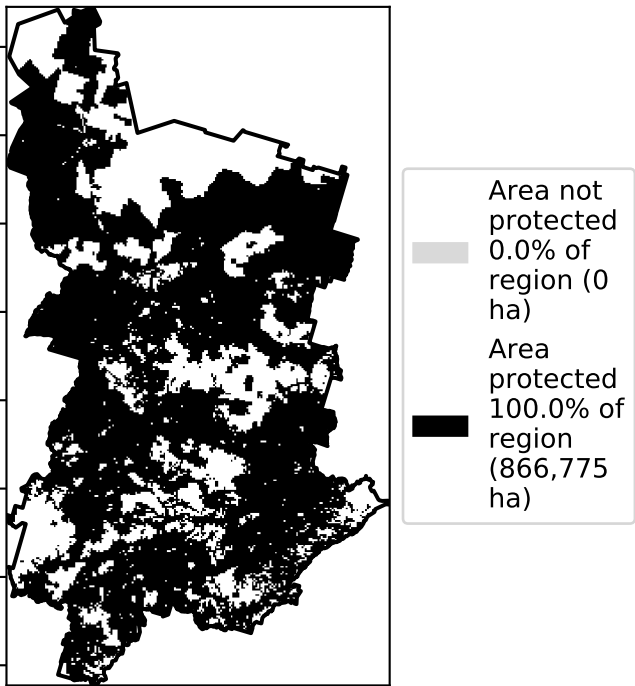 Area not
protected
0.0% of
region (0
ha)
Area
protected
100.0% of
region
(866,775
ha)